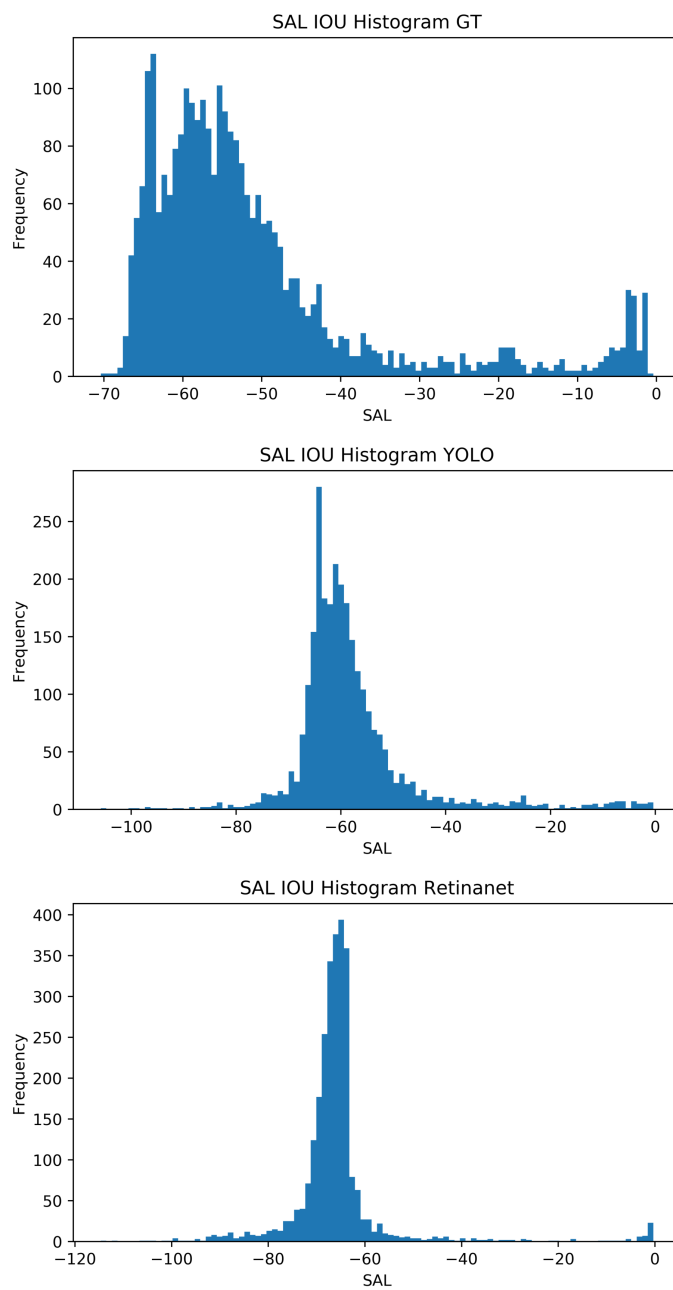 SAL IOU Histogram GT
Frequency
100
80
60
40
20
0
−70 −60 −50 −40 −30 −20 −10 0
SAL
SAL IOU Histogram YOLO
Frequency
250
200
150
100
50
0
−100 −80 −60 −40 −20 0
SAL
SAL IOU Histogram Retinanet
Frequency
400
350
300
250
200
150
100
50
0
−120 −100 −80 −60 −40 −20 0
SAL